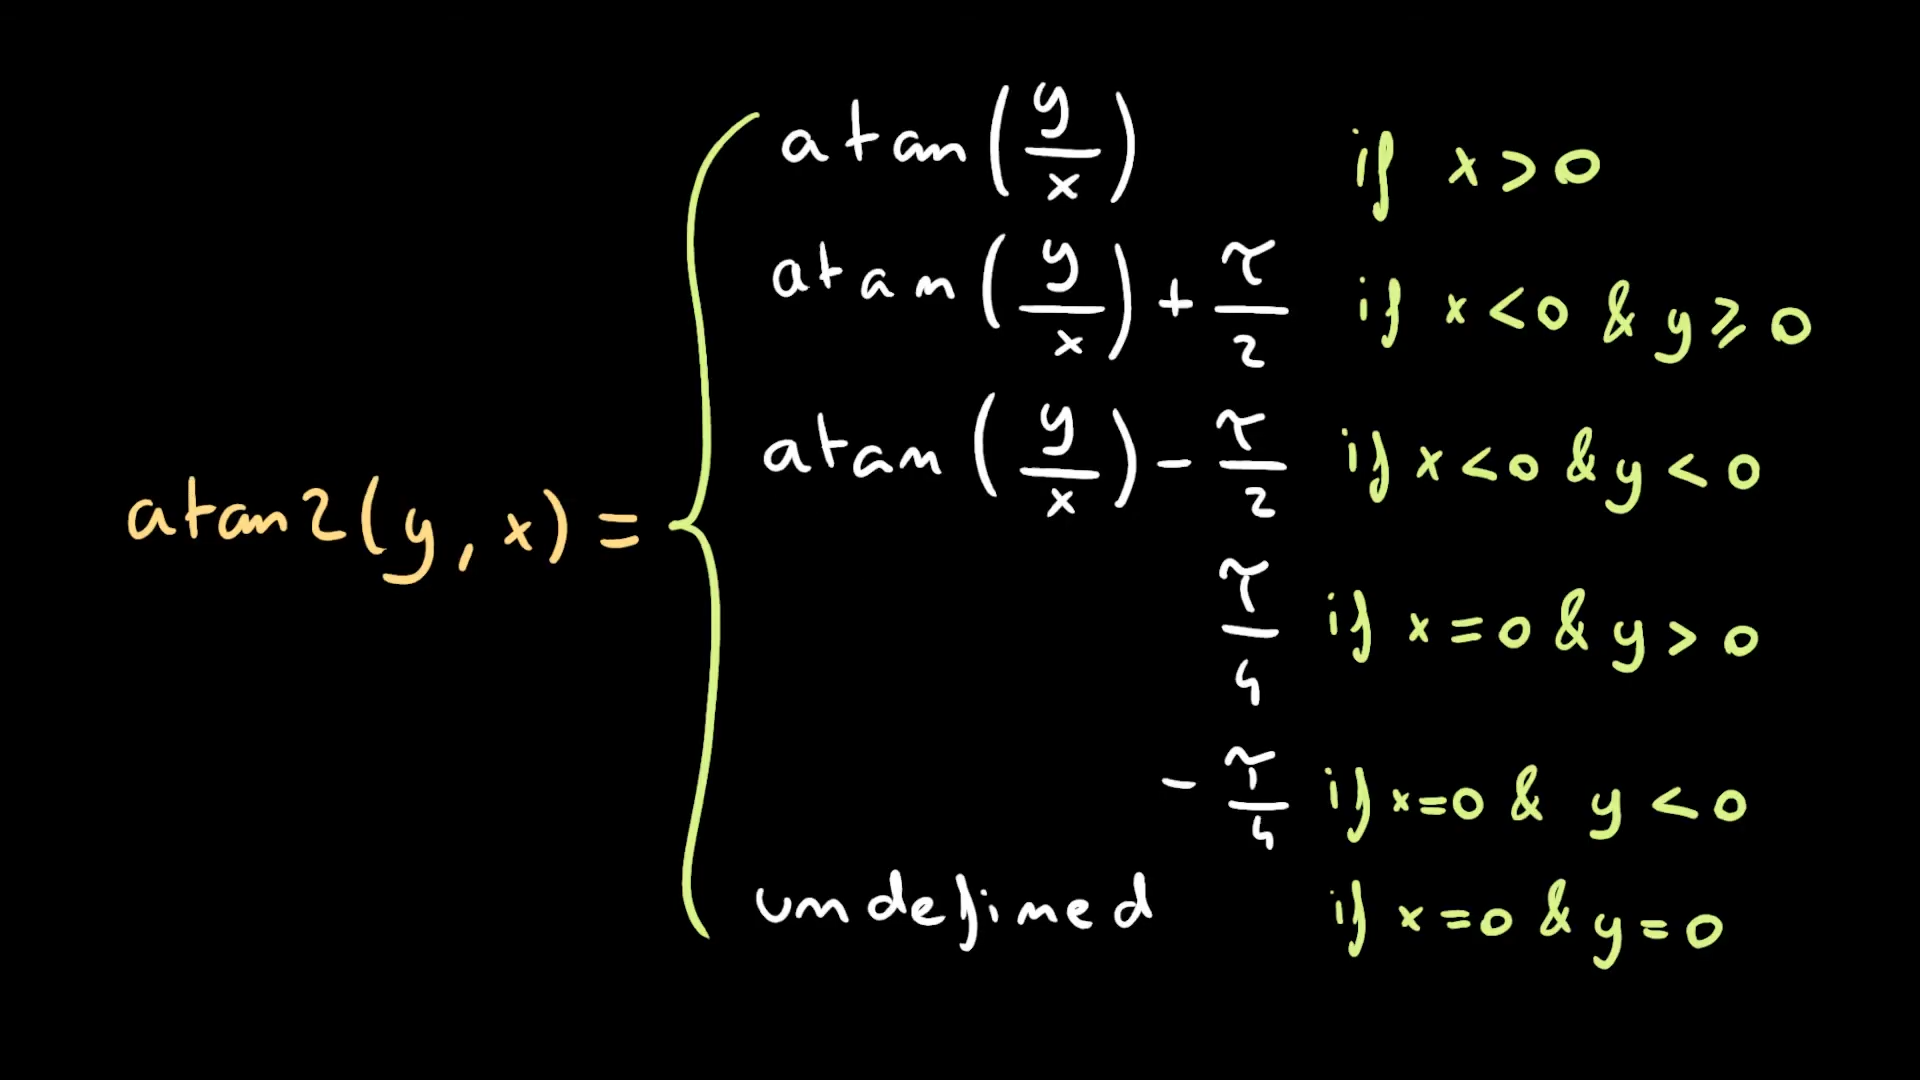 atan(y/x) if x>0
atan(y/x) + τ/2 if x<0 & y⩾0
atan(y/x) - τ/2 if x<0 & y<0
atan2(y, x) =
τ/4 if x=0 & y>0
- τ/4 if x=0 & y<0
undefined if x=0 & y=0